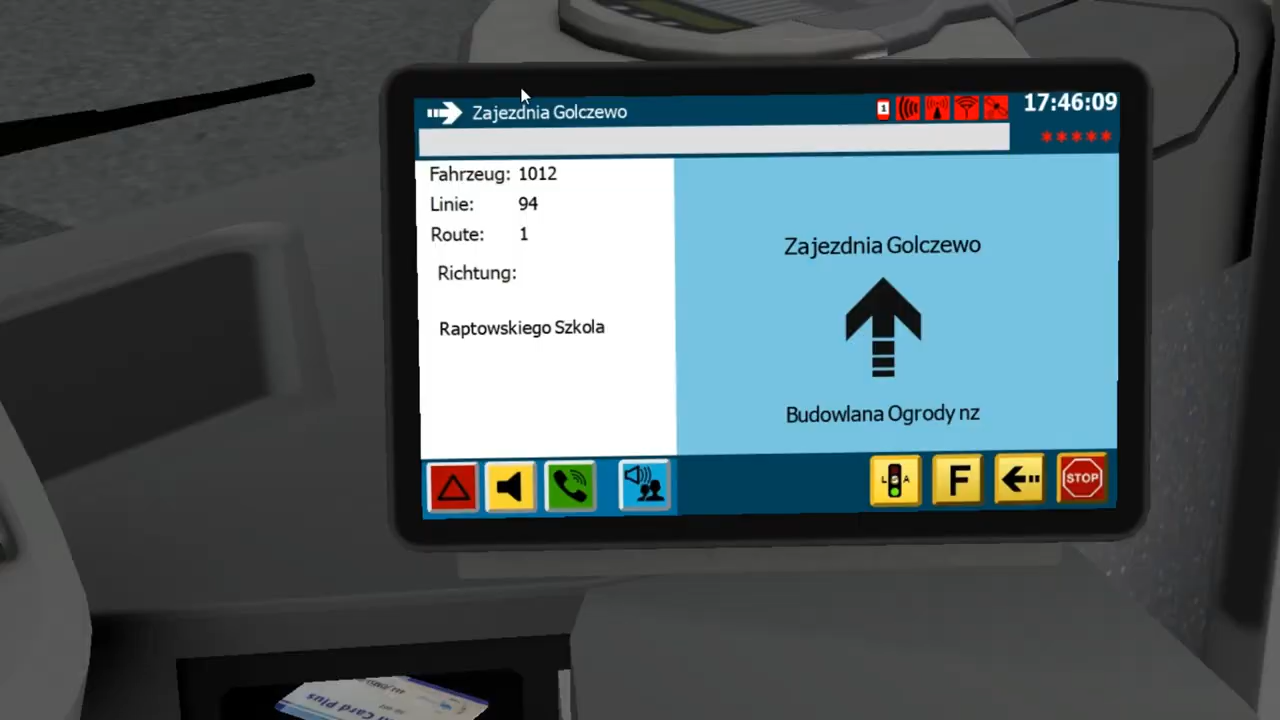 Zajezdnia Golczewo
1
17:46:09
*****
Fahrzeug: 1012
Linie: 94
Route: 1
Richtung:
Raptowskiego Szkola
Zajezdnia Golczewo
Budowlana Ogrody nz
L A
F
STOP
Card Plus